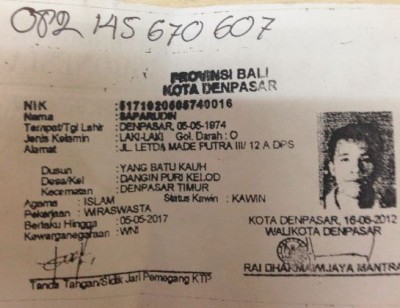 082 145 670 607
PROVINSI BALI
KOTA DENPASAR
NIK : 5171020505740016
Nama : SAPARUDIN
Tempat/Tgl Lahir : DENPASAR, 05-05-1974
Jenis Kelamin : LAKI-LAKI Gol. Darah : O
Alamat : JL. LETDA MADE PUTRA III/ 12 A DPS
Dusun : YANG BATU KAUH
Desa/Kel : DANGIN PURI KELOD
Kecamatan : DENPASAR TIMUR
Agama : ISLAM Status Kawin : KAWIN
Pekerjaan : WIRASWASTA
Berlaku Hingga : 05-05-2017
Kewarganegaraan : WNI
KOTA DENPASAR, 16-06-2012
WALIKOTA DENPASAR
Tanda Tangan/Sidik Jari Pemegang KTP
RAI MANTRA